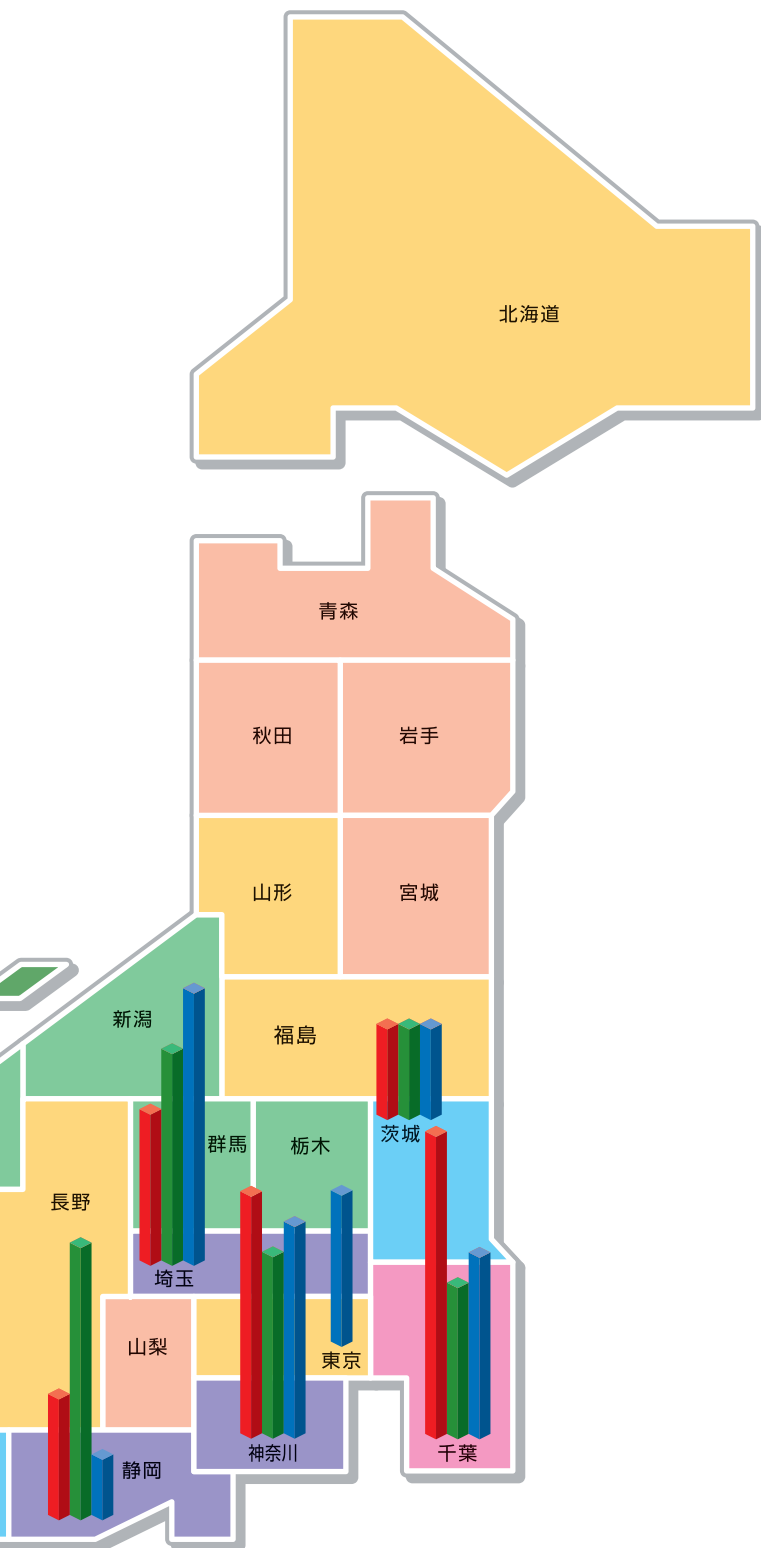 北海道
青森
秋田
岩手
山形
宮城
新潟
福島
群馬
栃木
茨城
長野
埼玉
山梨
東京
神奈川
千葉
静岡